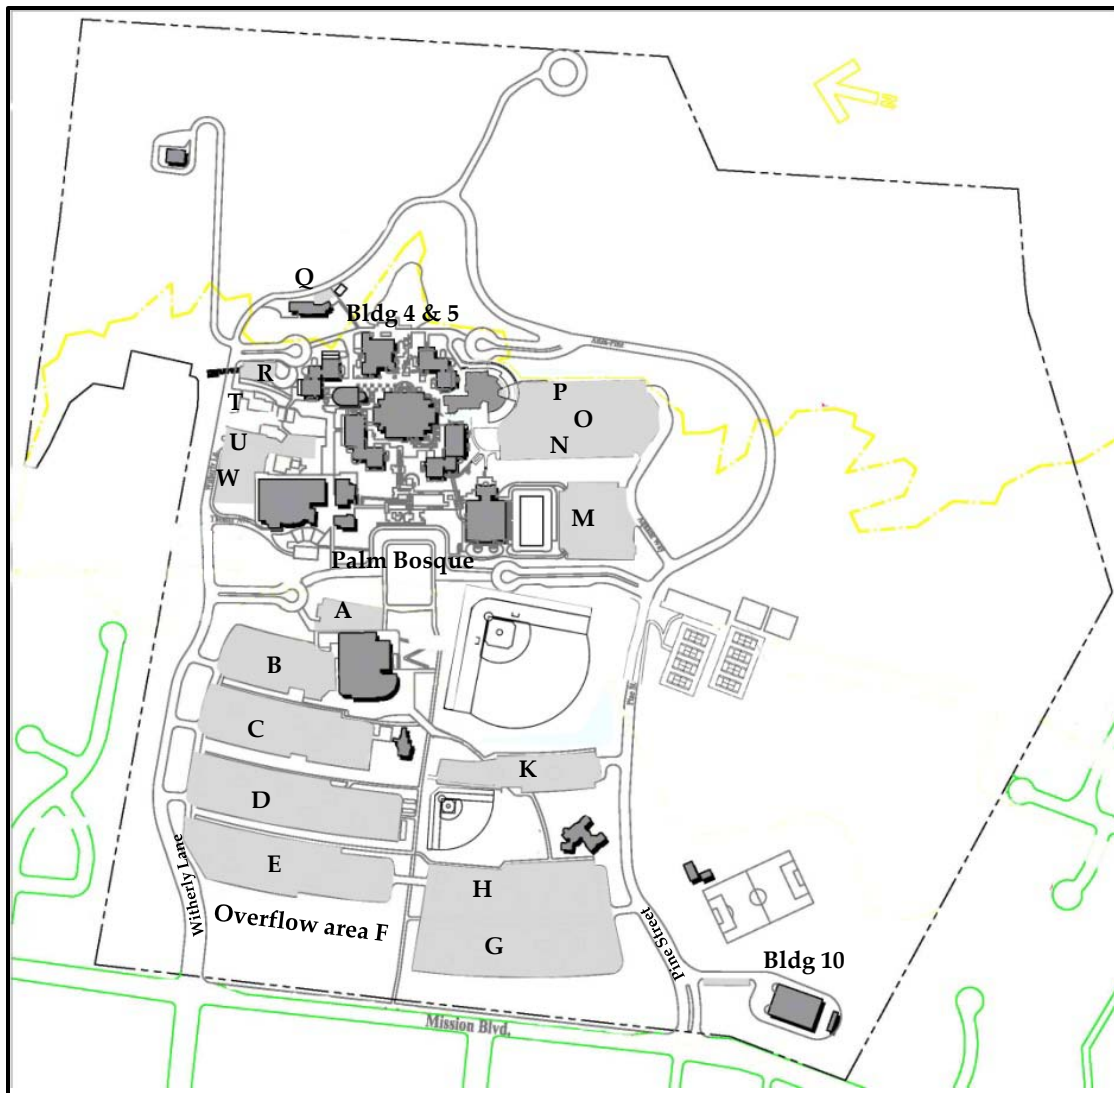 N
Q
Bldg 4 & 5
R
P
T
O
U
N
W
M
Palm Bosque
A
B
C
K
D
E
H
Witherly Lane
Overflow area F
G
Pine Street
Bldg 10
Mission Blvd.